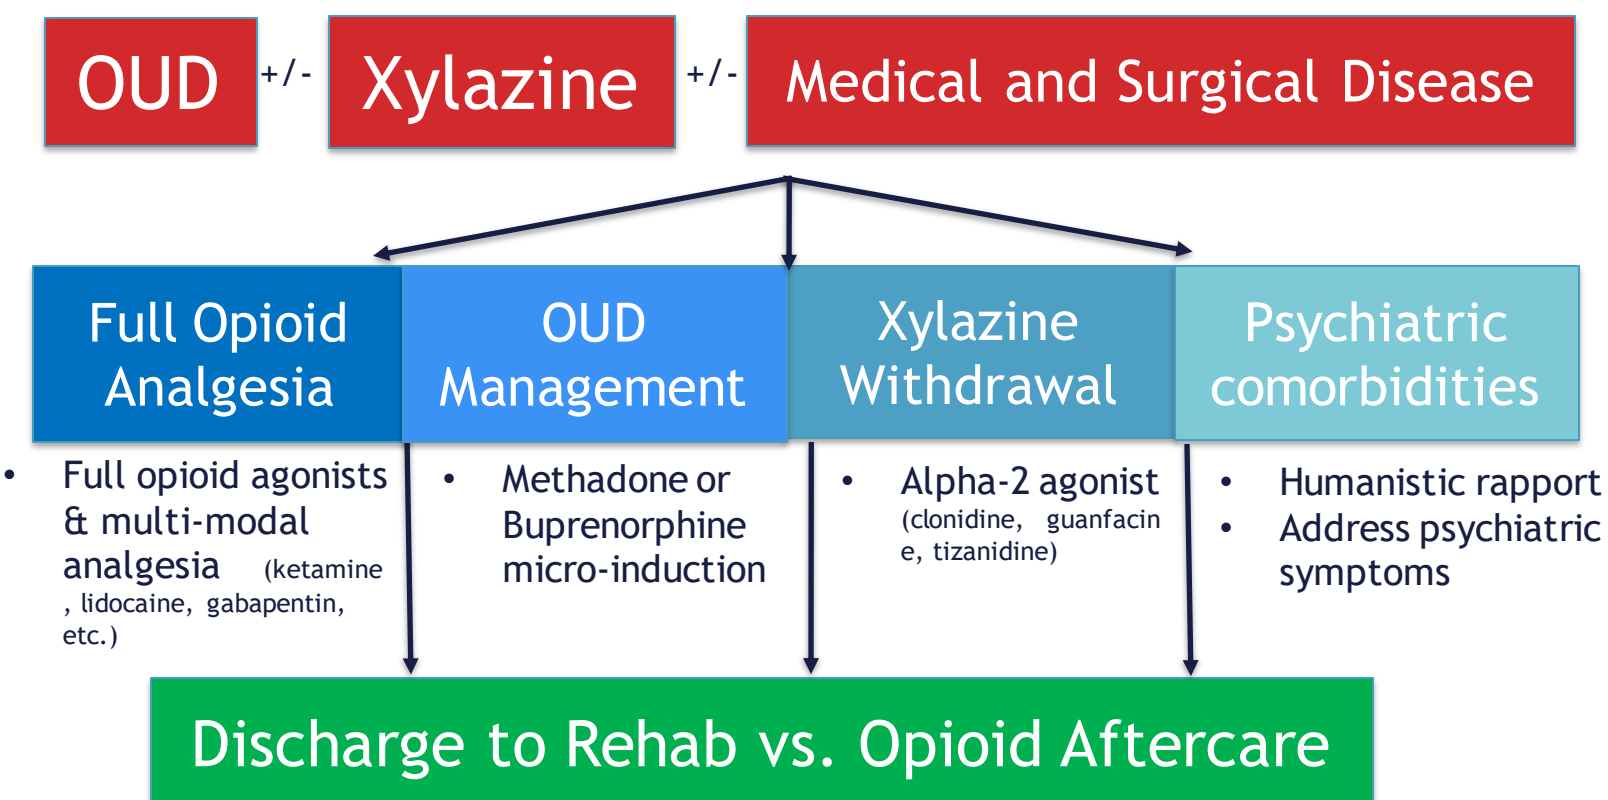 OUD
+/-
Xylazine
+/-
Medical and Surgical Disease
Full Opioid
Analgesia
OUD
Management
Xylazine
Withdrawal
Psychiatric
comorbidities
• Full opioid agonists
& multi-modal
analgesia (ketamine
, lidocaine, gabapentin,
etc.)
• Methadone or
Buprenorphine
micro-induction
• Alpha-2 agonist
(clonidine, guanfacin
e, tizanidine)
• Humanistic rapport
• Address psychiatric
symptoms
Discharge to Rehab vs. Opioid Aftercare